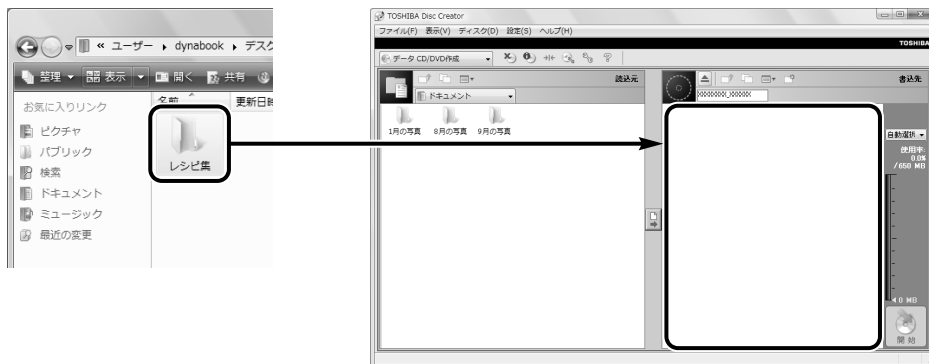 « ユーザー ▸ dynabook ▸ デスク
整理 表示 開く 共有
お気に入りリンク
名前 更新日時
ピクチャ
パブリック
検索
ドキュメント
ミュージック
最近の変更
レシピ集
TOSHIBA Disc Creator
ファイル(F) 表示(V) ディスク(D) 設定(S) ヘルプ(H)
TOSHIBA
データ CD/DVD作成
読込元
ドキュメント
1月の写真 8月の写真 9月の写真
書込先
XXXXXXXX_XXXXXX
自動選択
使用率:
0.0%
/650 MB
0 MB
開始